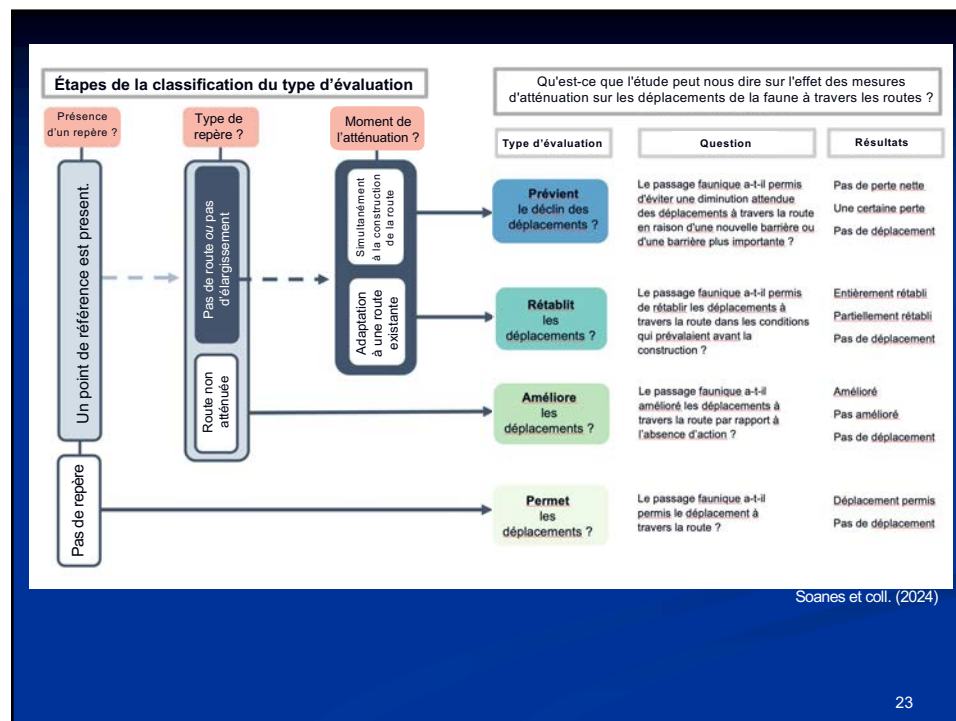 Étapes de la classification du type d'évaluation
Présence
d'un repère ?
Type de
repère ?
Moment de
l'atténuation ?
Un point de référence est present.
Pas de repère
Pas de route ou pas
d'élargissement
Route non
atténuée
Simultanément
à la construction
de la route
Adaptation
à une route
existante
Qu'est-ce que l'étude peut nous dire sur l'effet des mesures
d'atténuation sur les déplacements de la faune à travers les routes ?
Type d'évaluation
Question
Résultats
Prévient
le déclin des
déplacements ?
Le passage faunique a-t-il permis
d'éviter une diminution attendue
des déplacements à travers la route
en raison d'une nouvelle barrière ou
d'une barrière plus importante ?
Pas de perte nette
Une certaine perte
Pas de déplacement
Rétablit
les
déplacements ?
Le passage faunique a-t-il permis
de rétablir les déplacements à
travers la route dans les conditions
qui prévalaient avant la
construction ?
Entièrement rétabli
Partiellement rétabli
Pas de déplacement
Améliore
les
déplacements ?
Le passage faunique a-t-il
amélioré les déplacements à
travers la route par rapport à
l'absence d'action ?
Amélioré
Pas amélioré
Pas de déplacement
Permet
les
déplacements ?
Le passage faunique a-t-il
permis le déplacement à
travers la route ?
Déplacement permis
Pas de déplacement
Soanes et coll. (2024)
23